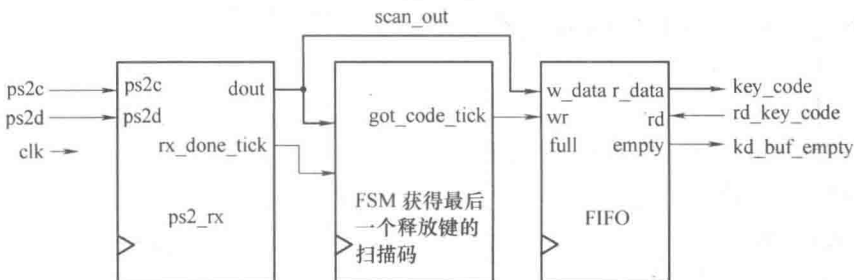 scan_out
ps2c
ps2c
dout
w_data
r_data
key_code
ps2d
ps2d
got_code_tick
wr
rd
rd_key_code
clk
rx_done_tick
full
empty
kd_buf_empty
FSM 获得最后
一个释放键的
扫描码
ps2_rx
FIFO